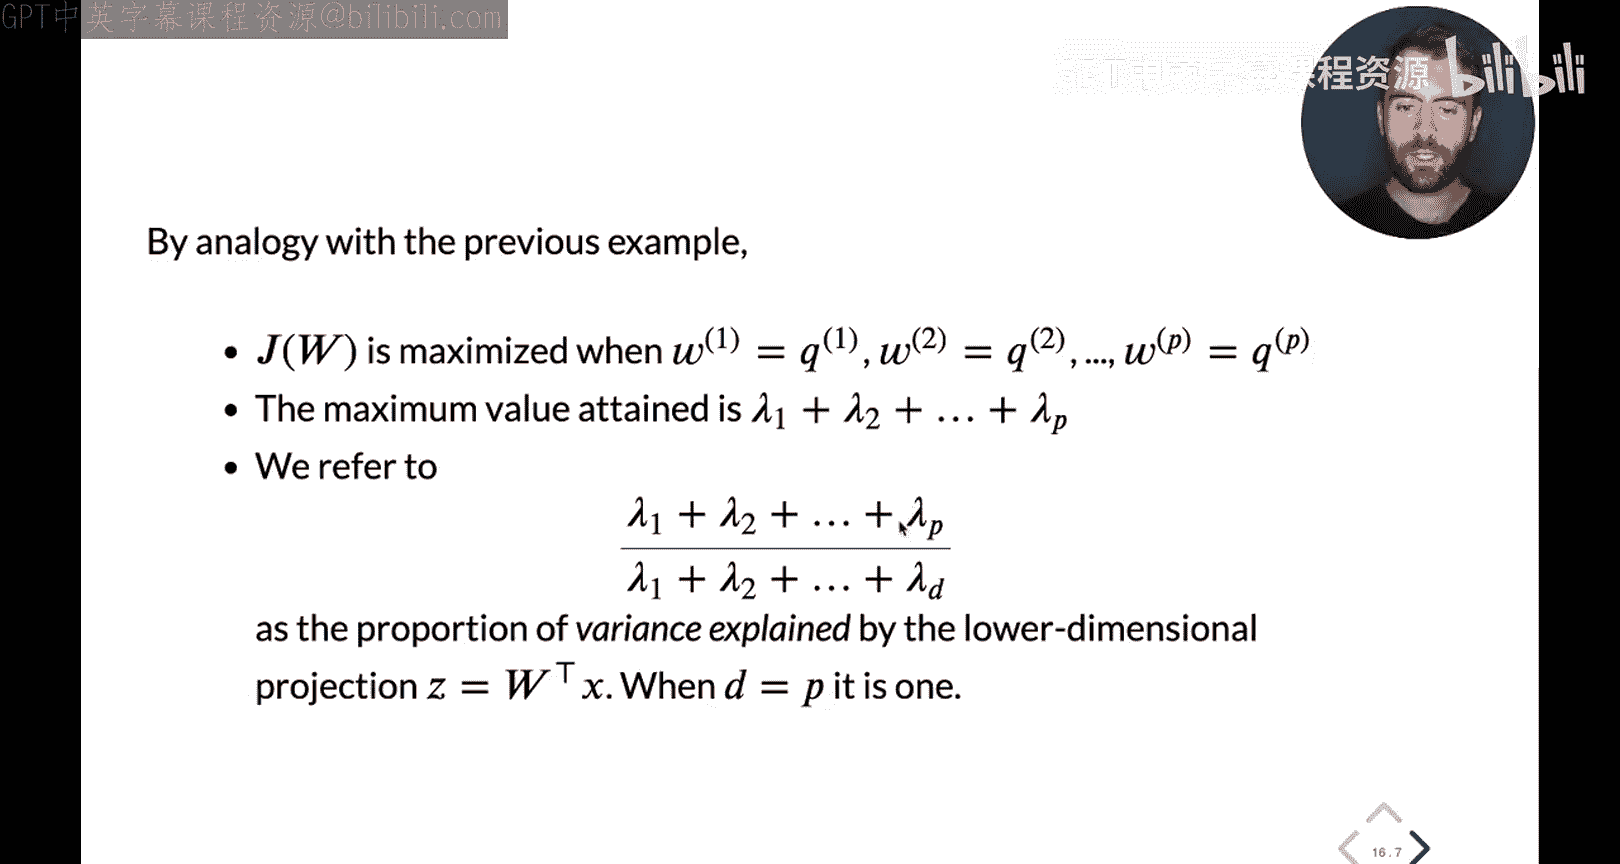 GPT中英字幕课程资源@bilibili.com
程资源 bilibili
By analogy with the previous example,
• J(W) is maximized when w^(1) = q^(1), w^(2) = q^(2), ..., w^(p) = q^(p)
• The maximum value attained is λ₁ + λ₂ + … + λₚ
• We refer to
λ₁ + λ₂ + … + λₚ
λ₁ + λ₂ + … + λ_d
as the proportion of variance explained by the lower-dimensional
projection z = W^⊤ x. When d = p it is one.
16.7